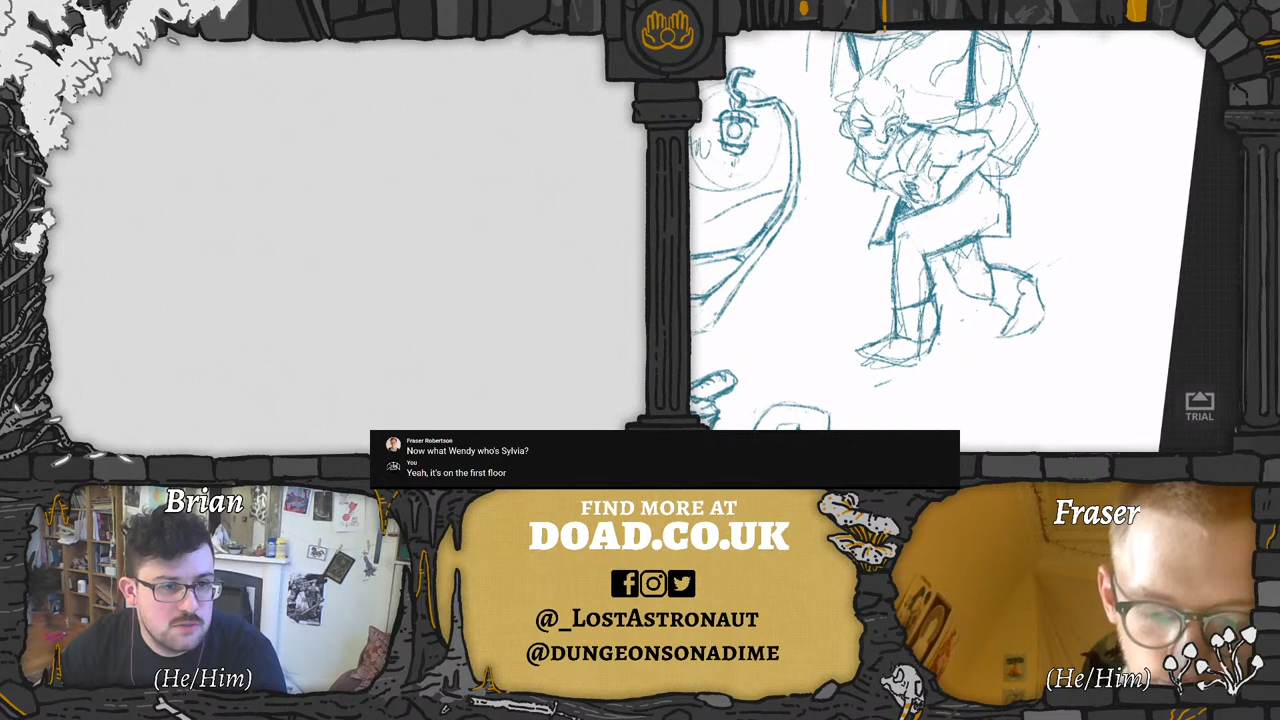 TRIAL
Fraser Robertson
Now what Wendy who's Sylvia?
You
Yeah, it's on the first floor
Brian
(He/Him)
FIND MORE AT
DOAD.CO.UK
@_LostAstronaut
@dungeonsonadime
Fraser
(He/Him)